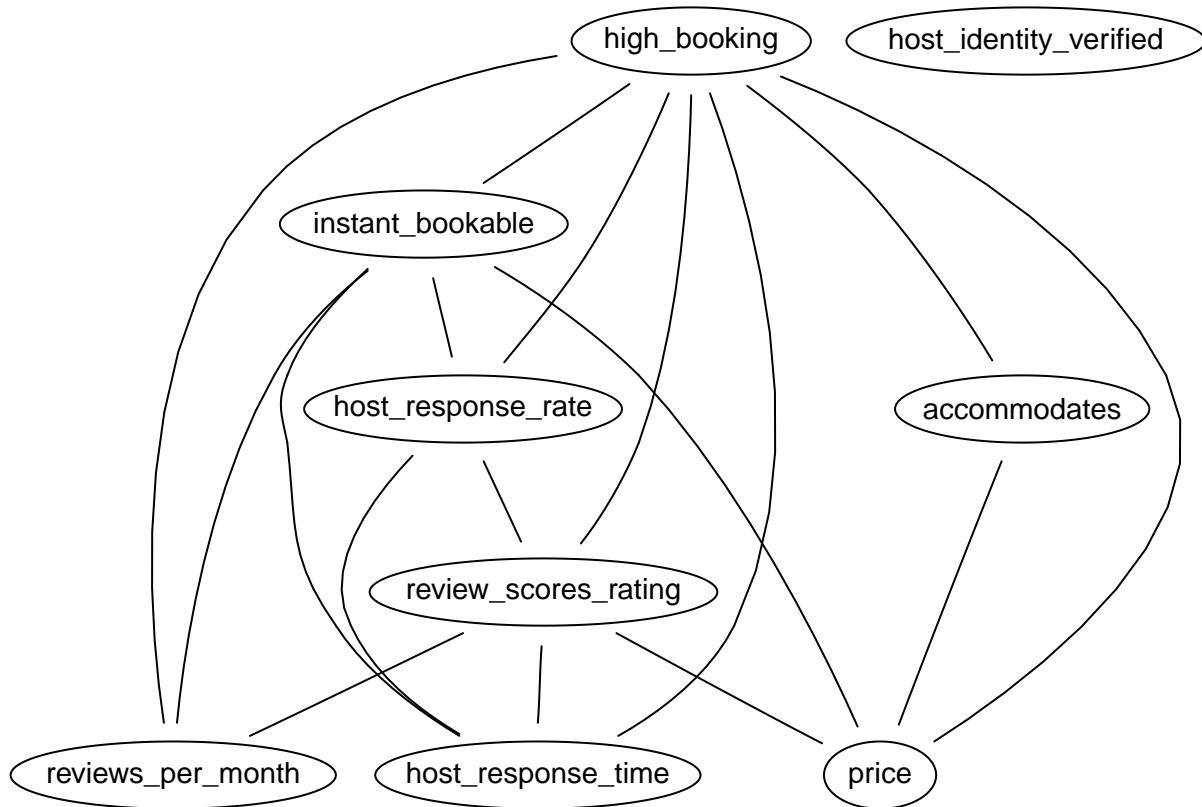 high_booking
host_identity_verified
instant_bookable
host_response_rate
accommodates
review_scores_rating
reviews_per_month
host_response_time
price